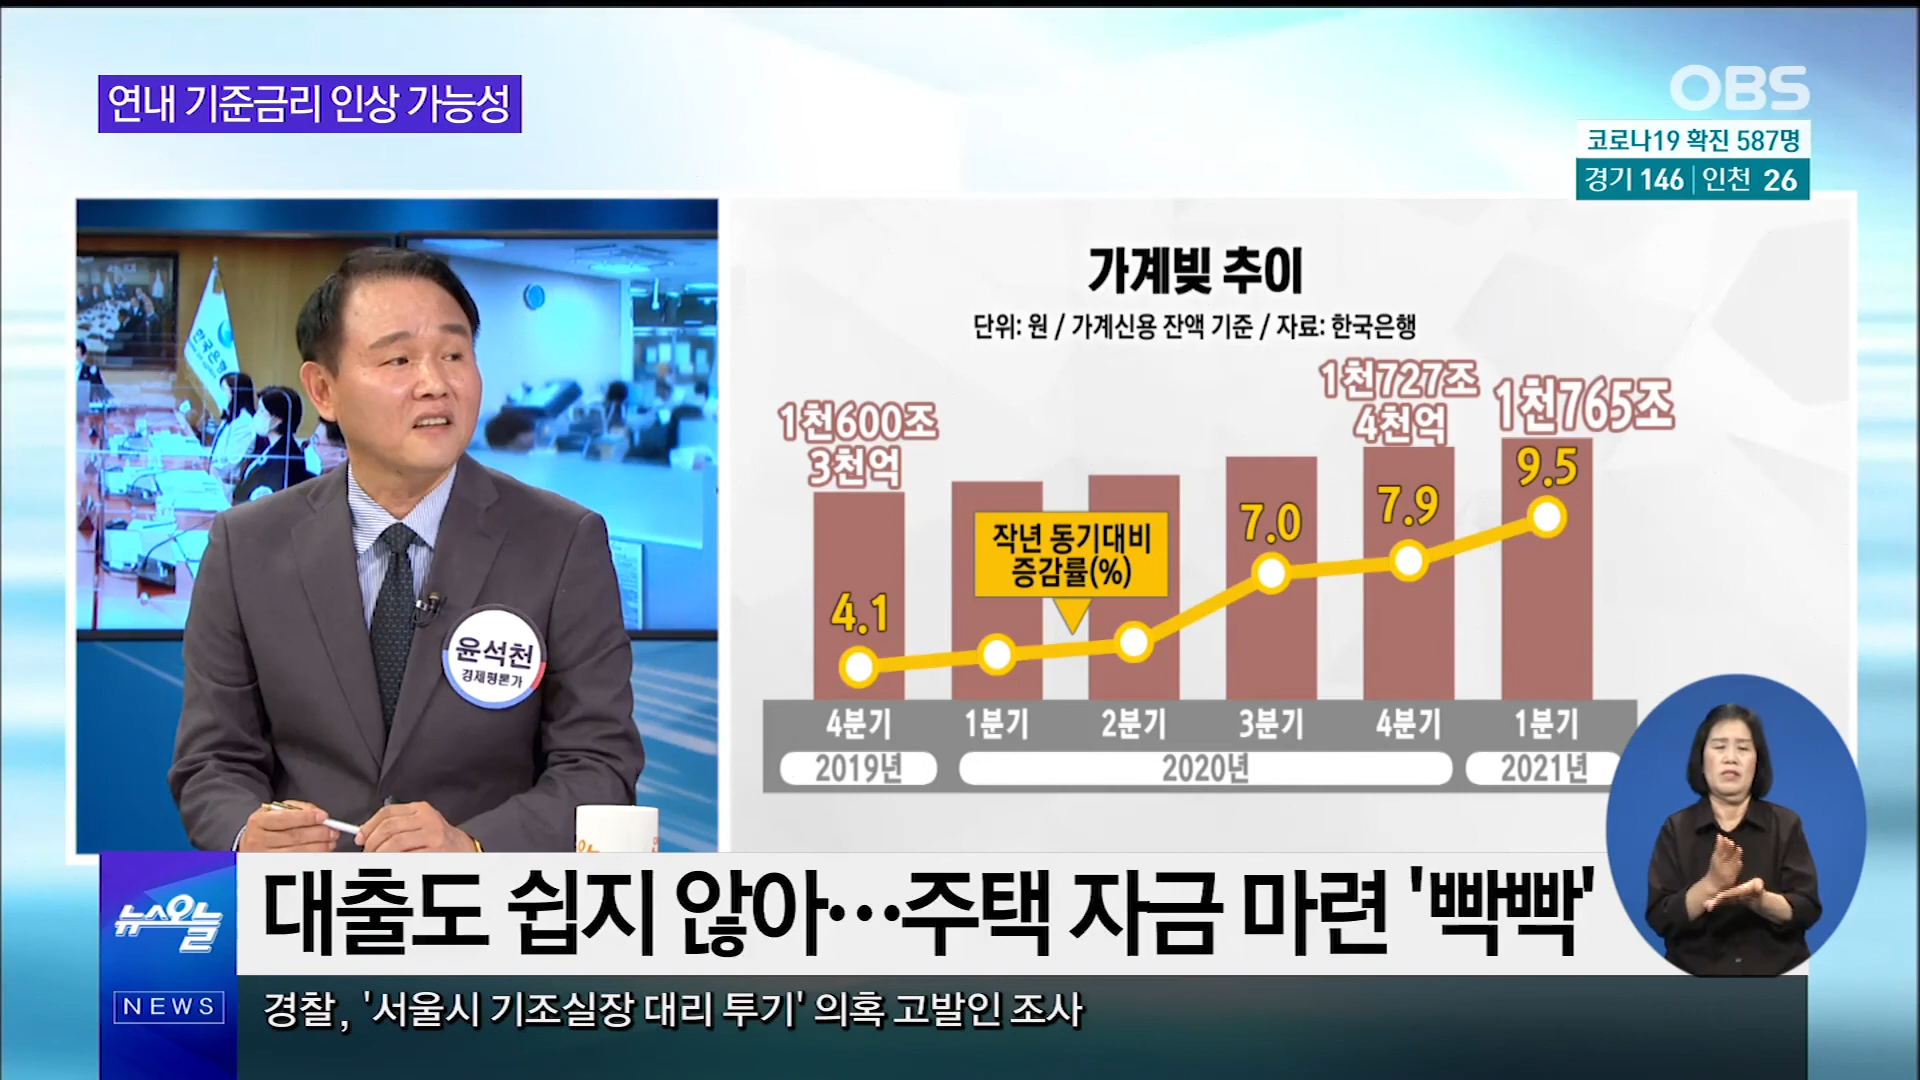 연내 기준금리 인상 가능성
OBS
코로나19 확진 587명
경기 146 | 인천 26
한국은행
윤석천
경제평론가
가계빚 추이
단위: 원 / 가계신용 잔액 기준 / 자료: 한국은행
1천600조
3천억
1천727조
4천억
1천765조
작년 동기대비
증감률(%)
4.1
7.0
7.9
9.5
4분기
1분기
2분기
3분기
4분기
1분기
2019년
2020년
2021년
뉴스오늘
NEWS
대출도 쉽지 않아…주택 자금 마련 '빡빡'
경찰, '서울시 기조실장 대리 투기' 의혹 고발인 조사